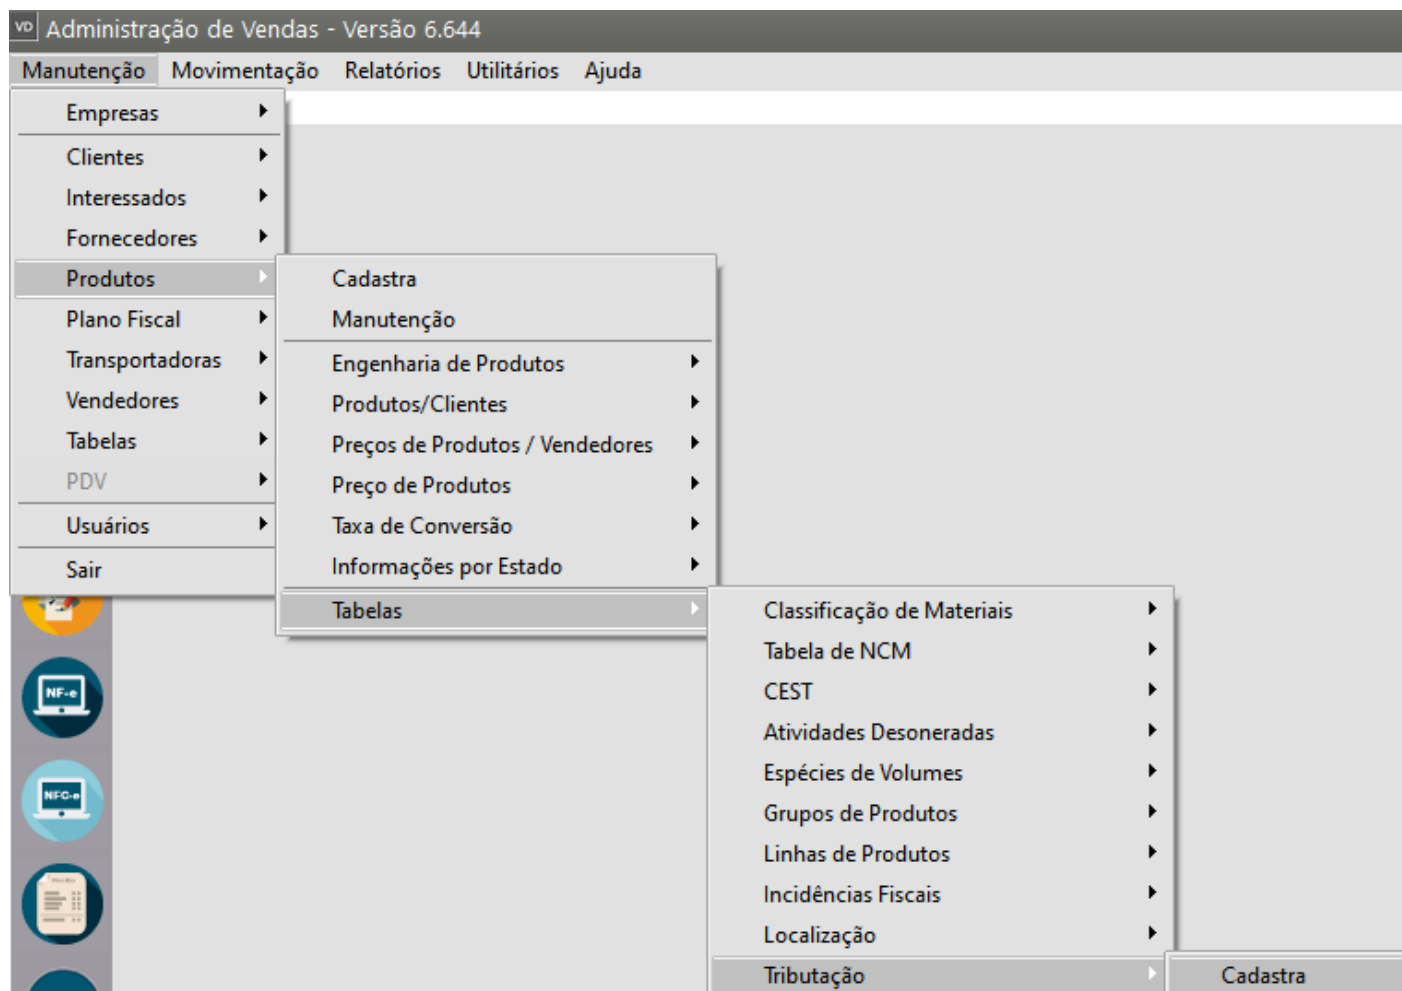 VD Administração de Vendas - Versão 6.644
Manutenção Movimentação Relatórios Utilitários Ajuda
Empresas
Clientes
Interessados
Fornecedores
Produtos
Plano Fiscal
Transportadoras
Vendedores
Tabelas
PDV
Usuários
Sair
Cadastra
Manutenção
Engenharia de Produtos
Produtos/Clientes
Preços de Produtos / Vendedores
Preço de Produtos
Taxa de Conversão
Informações por Estado
Tabelas
Classificação de Materiais
Tabela de NCM
CEST
Atividades Desoneradas
Espécies de Volumes
Grupos de Produtos
Linhas de Produtos
Incidências Fiscais
Localização
Tributação
Cadastra
NF-e
NFC-e